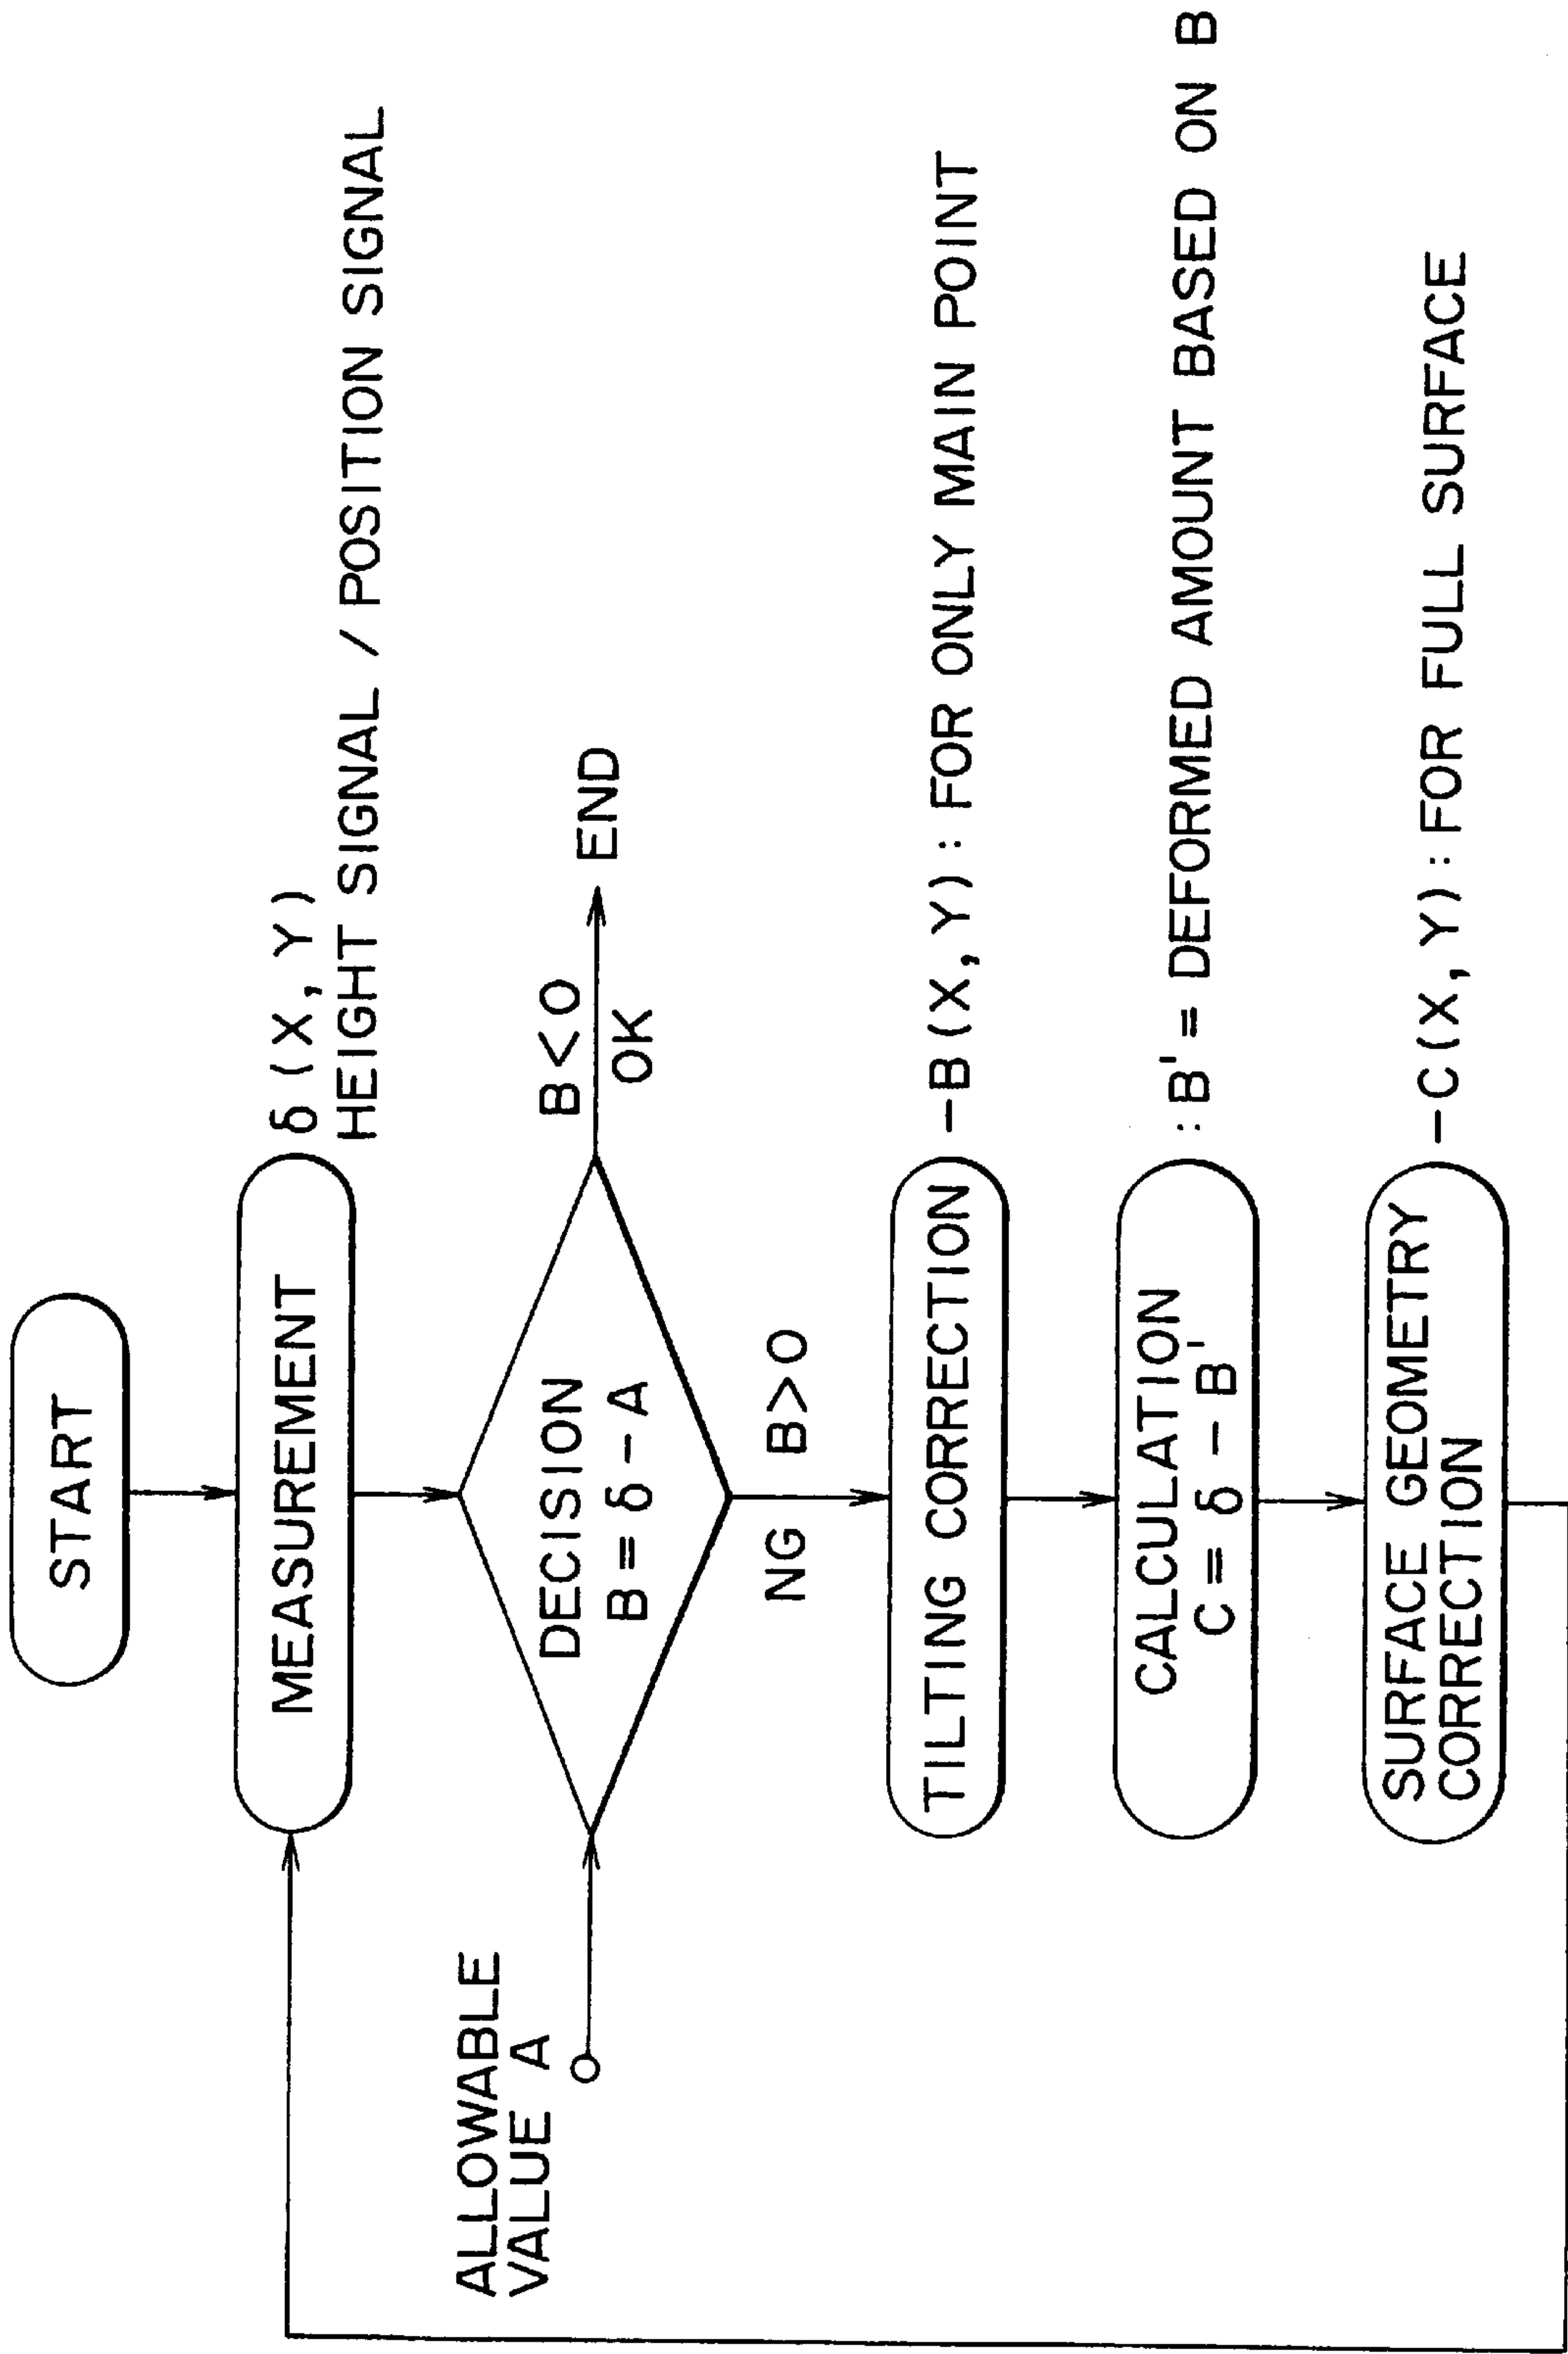 START
MEASUREMENT
δ (X, Y)
HEIGHT SIGNAL / POSITION SIGNAL
ALLOWABLE
VALUE A
DECISION
B = δ - A
B<0
OK
END
NG B>0
TILTING CORRECTION
-B (X, Y) : FOR ONLY MAIN POINT
CALCULATION
C = δ - B'
: B' = DEFORMED AMOUNT BASED ON B
SURFACE GEOMETRY
CORRECTION
-C (X, Y) : FOR FULL SURFACE